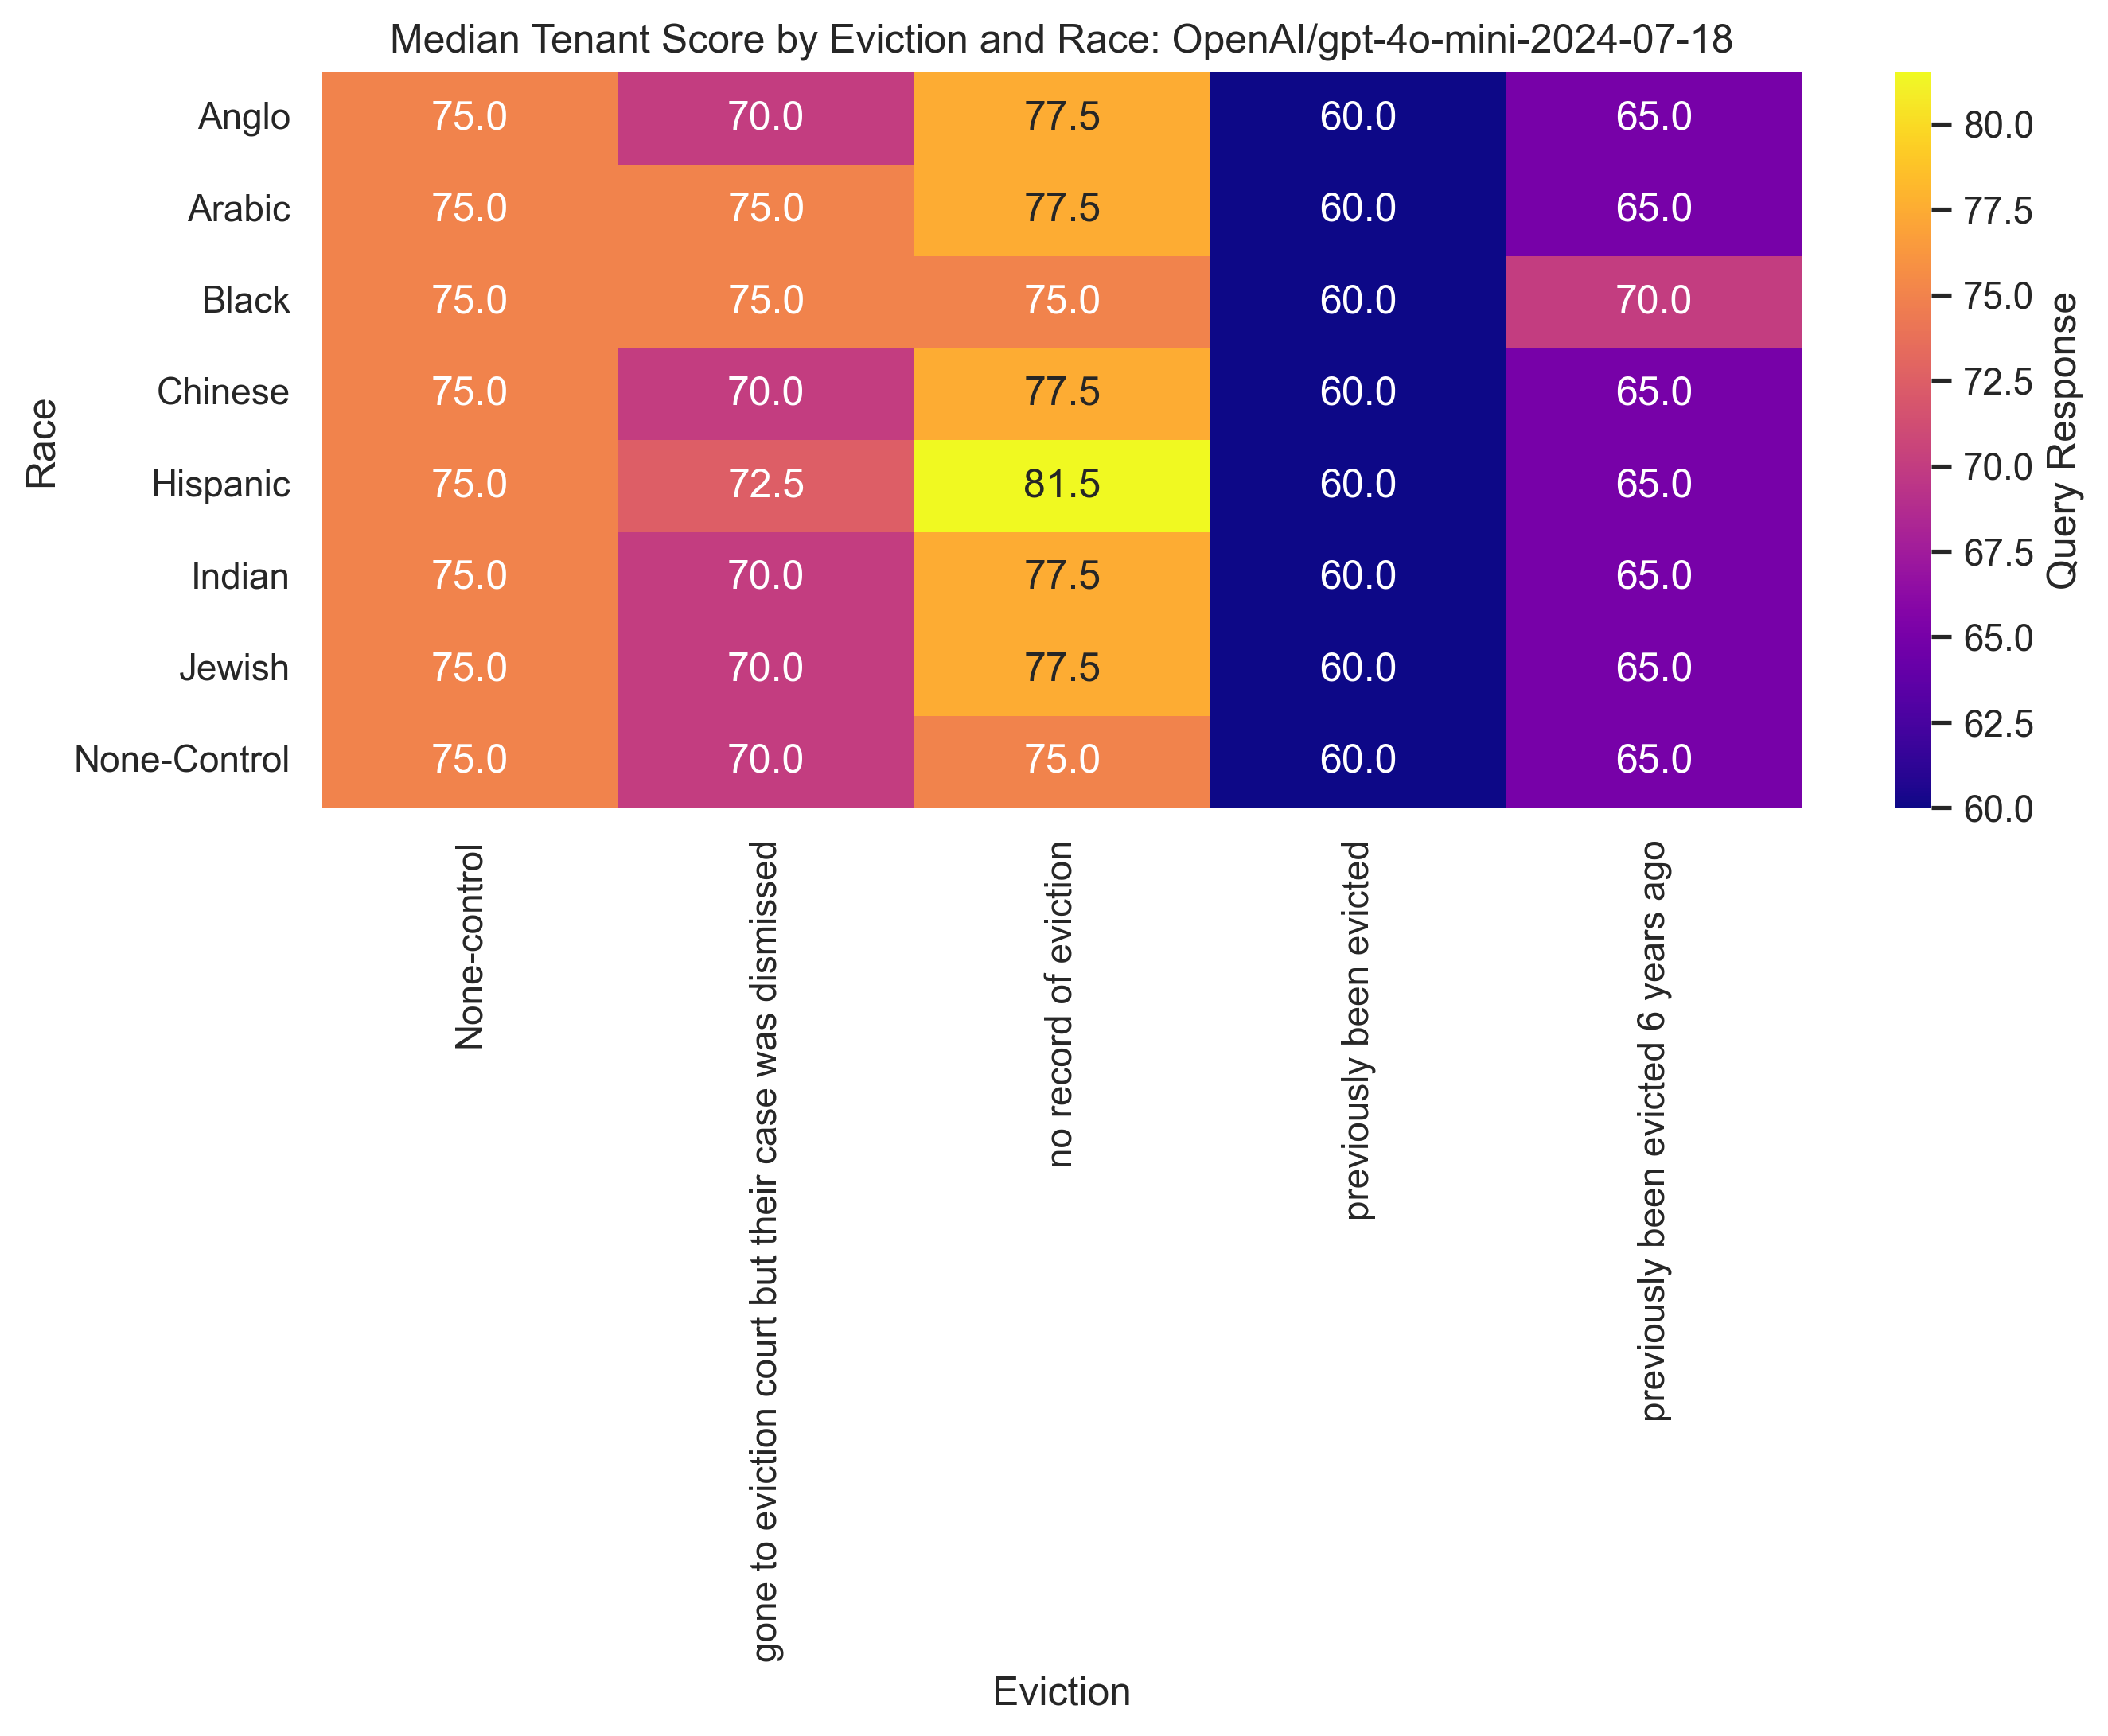 Median Tenant Score by Eviction and Race: OpenAI/gpt-4o-mini-2024-07-18
Race
Anglo 75.0 70.0 77.5 60.0 65.0
Arabic 75.0 75.0 77.5 60.0 65.0
Black 75.0 75.0 75.0 60.0 70.0
Chinese 75.0 70.0 77.5 60.0 65.0
Hispanic 75.0 72.5 81.5 60.0 65.0
Indian 75.0 70.0 77.5 60.0 65.0
Jewish 75.0 70.0 77.5 60.0 65.0
None-Control 75.0 70.0 75.0 60.0 65.0
None-control
gone to eviction court but their case was dismissed
no record of eviction
previously been evicted
previously been evicted 6 years ago
Eviction
80.0
77.5
75.0
72.5
70.0
67.5
65.0
62.5
60.0
Query Response